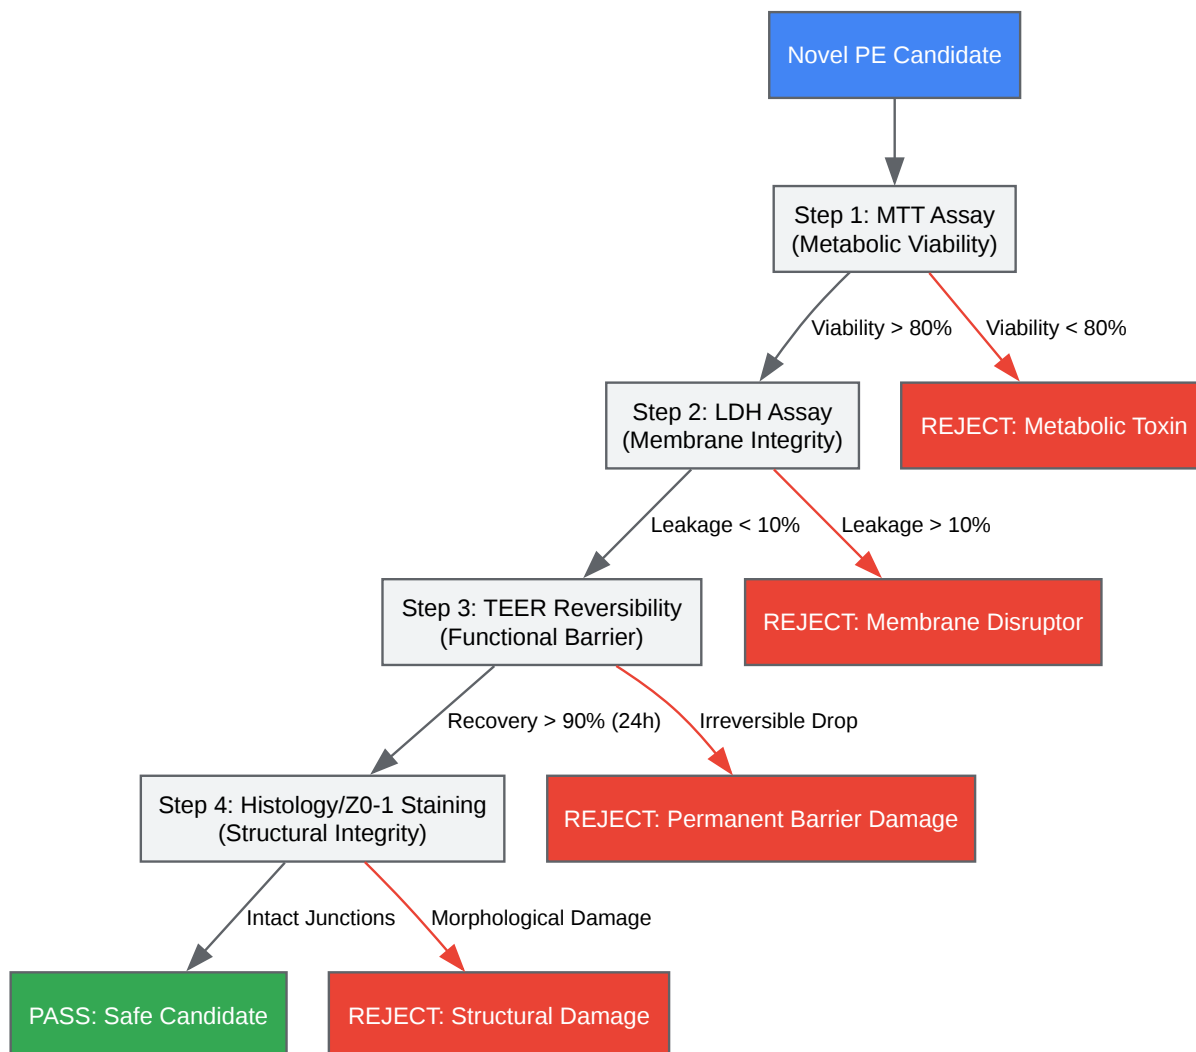 Novel PE Candidate
Step 1: MTT Assay
(Metabolic Viability)
Viability > 80%
Viability < 80%
Step 2: LDH Assay
(Membrane Integrity)
REJECT: Metabolic Toxin
Leakage < 10%
Leakage > 10%
Step 3: TEER Reversibility
(Functional Barrier)
REJECT: Membrane Disruptor
Recovery > 90% (24h)
Irreversible Drop
Step 4: Histology/Z0-1 Staining
(Structural Integrity)
REJECT: Permanent Barrier Damage
Intact Junctions
Morphological Damage
PASS: Safe Candidate
REJECT: Structural Damage